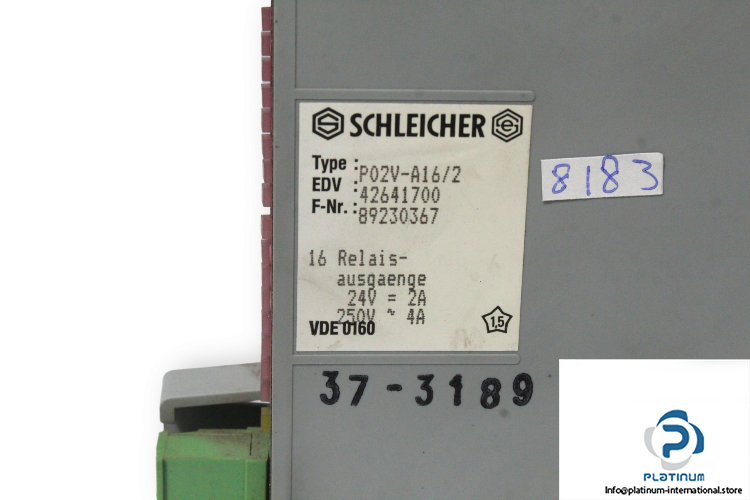 SCHLEICHER
Type : P02V-A16/2
EDV : 42641700
F-Nr. : 89230367
16 Relais-
ausgaenge
24V = 2A
250V ~ 4A
VDE 0160
1,5
8183
37-3189
PLATINUM
INTERNATIONAL
Info@platinum-international.store